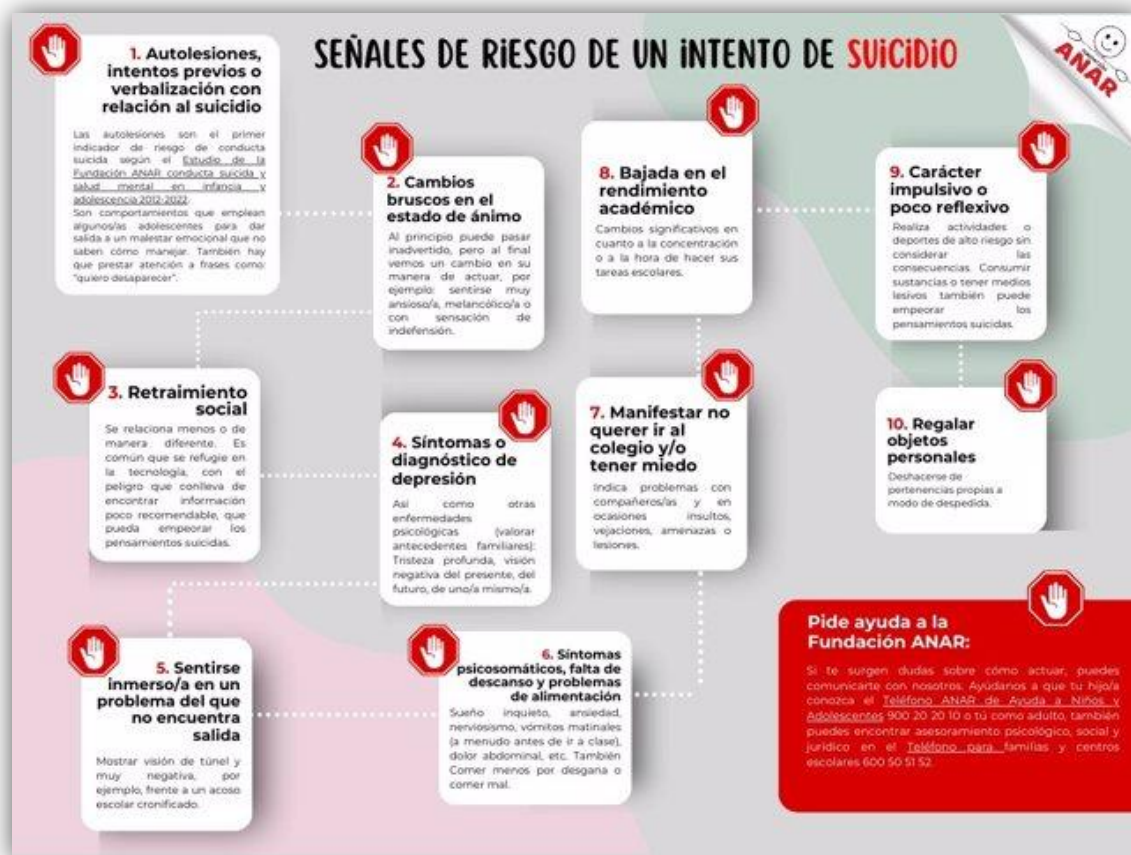 SEÑALES DE RIESGO DE UN INTENTO DE SUICIDIO
ANAR
1. Autolesiones,
intentos previos o
verbalización con
relación al suicidio
Las autolesiones son el primer
indicador de riesgo de conducta
suicida según el Estudio de la
Fundación ANAR conducta suicida y
salud mental en infancia y
adolescencia 2012-2022.
Son comportamientos que emplean
algunos/as adolescentes para dar
salida a un malestar emocional que no
saben cómo manejar. También hay
que prestar atención a frases como:
"quiero desaparecer".
2. Cambios
bruscos en el
estado de ánimo
Al principio puede pasar
inadvertido, pero al final
vemos un cambio en su
manera de actuar, por
ejemplo: sentirse muy
ansioso/a, melancólico/a o
con sensación de
indefensión.
3. Retraimiento
social
Se relaciona menos o de
manera diferente. Es
común que se refugie en
la tecnología, con el
peligro que conlleva de
encontrar información
poco recomendable, que
pueda empeorar los
pensamientos suicidas.
4. Síntomas o
diagnóstico de
depresión
Así como otras
enfermedades
psicológicas (valorar
antecedentes familiares):
Tristeza profunda, visión
negativa del presente, del
futuro, de uno/a mismo/a.
5. Sentirse
inmerso/a en un
problema del que
no encuentra
salida
Mostrar visión de túnel y
muy negativa, por
ejemplo, frente a un acoso
escolar cronificado.
6. Síntomas
psicosomáticos, falta de
descanso y problemas
de alimentación
Sueño inquieto, ansiedad,
nerviosismo, vómitos matinales
(a menudo antes de ir a clase),
dolor abdominal, etc. También
Comer menos por desgana o
comer mal.
7. Manifestar no
querer ir al
colegio y/o
tener miedo
Indica problemas con
compañeros/as y en
ocasiones insultos,
vejaciones, amenazas o
lesiones.
8. Bajada en el
rendimiento
académico
Cambios significativos en
cuanto a la concentración
o a la hora de hacer sus
tareas escolares.
9. Carácter
impulsivo o
poco reflexivo
Realiza actividades o
deportes de alto riesgo sin
considerar las
consecuencias. Consumir
sustancias o tener medios
lesivos también puede
empeorar los
pensamientos suicidas.
10. Regalar
objetos
personales
Deshacerse de
pertenencias propias a
modo de despedida.
Pide ayuda a la
Fundación ANAR:
Si te surgen dudas sobre cómo actuar, puedes
comunicarte con nosotros. Ayúdanos a que tu hijo/a
conozca el Teléfono ANAR de Ayuda a Niños y
Adolescentes 900 20 20 10 o tú como adulto, también
puedes encontrar asesoramiento psicológico, social y
jurídico en el Teléfono para familias y centros
escolares 600 50 51 52.